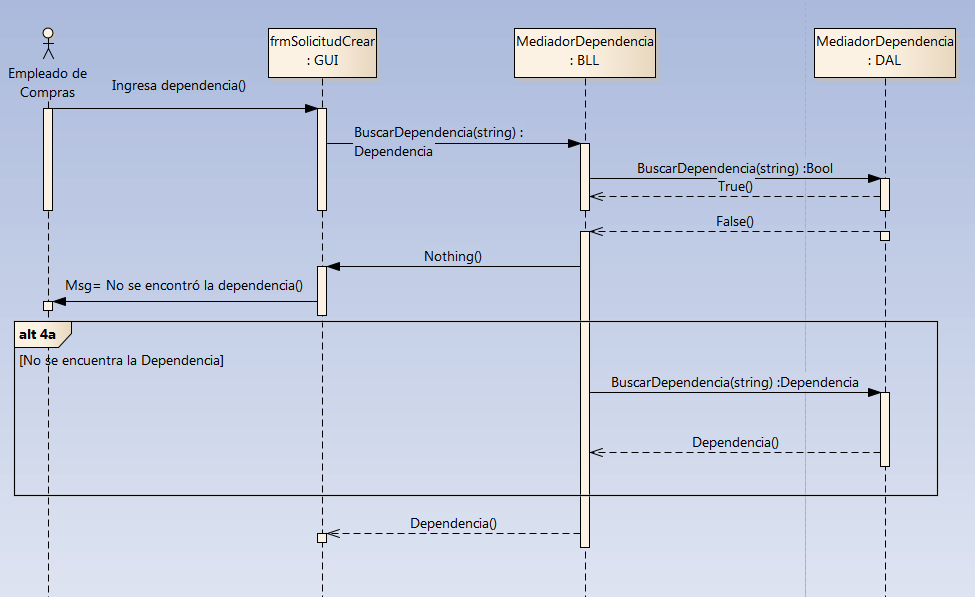 frmSolicitudCrear
: GUI
MediadorDependencia
: BLL
MediadorDependencia
: DAL
Empleado de
Compras
Ingresa dependencia()
BuscarDependencia(string) :
Dependencia
BuscarDependencia(string) :Bool
True()
False()
Nothing()
Msg= No se encontró la dependencia()
alt 4a
[No se encuentra la Dependencia]
BuscarDependencia(string) :Dependencia
Dependencia()
Dependencia()